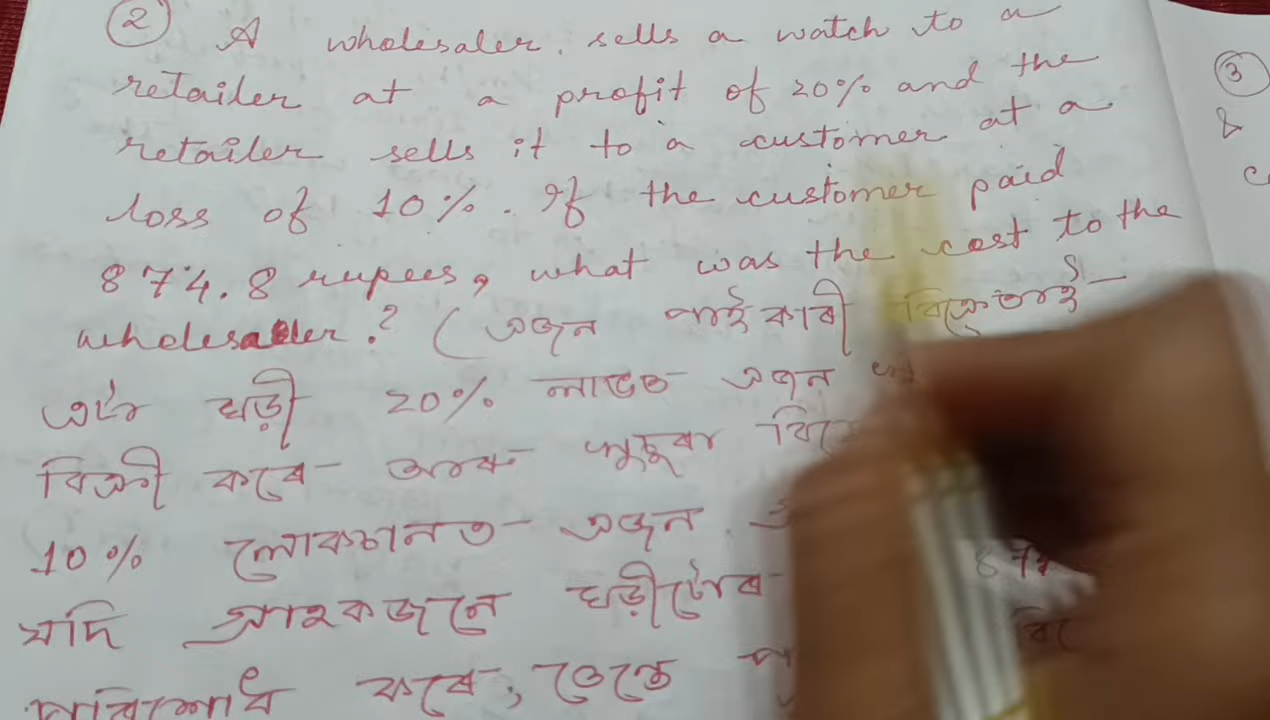 ② A wholesaler sells a watch to a
retailer at a profit of 20% and the
retailer sells it to a customer at a
loss of 10%. If the customer paid
874.8 rupees, what was the cost to the
wholesaler? (এজন পাইকাৰী বিক্ৰেতাই
এটা ঘড়ী 20% লাভত এজন
বিক্ৰী কৰে আৰু খুচুৰা
10% লোকচানত এজন
যদি গ্ৰাহকজনে ঘড়ীটোৰ
পৰিশোধ কৰে, তেন্তে
③